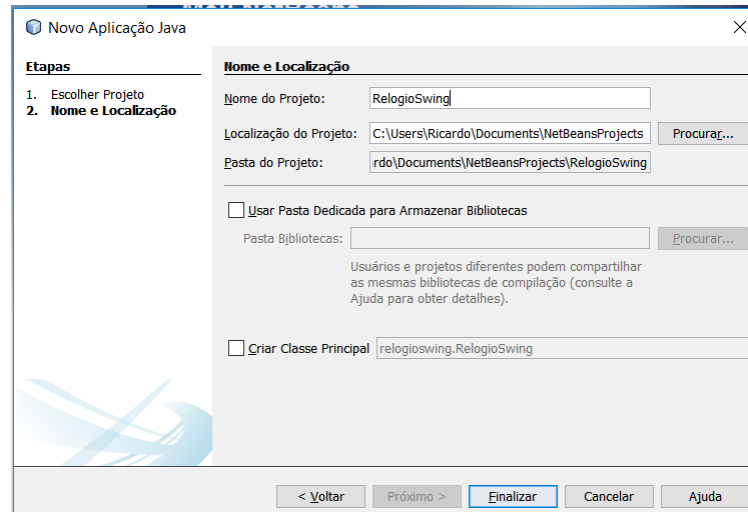 Novo Aplicação Java
Etapas
1. Escolher Projeto
2. Nome e Localização
Nome e Localização
Nome do Projeto: RelogioSwing
Localização do Projeto: C:\Users\Ricardo\Documents\NetBeansProjects Procurar...
Pasta do Projeto: rdo\Documents\NetBeansProjects\RelogioSwing
Usar Pasta Dedicada para Armazenar Bibliotecas
Pasta Bibliotecas: Procurar...
Usuários e projetos diferentes podem compartilhar
as mesmas bibliotecas de compilação (consulte a
Ajuda para obter detalhes).
Criar Classe Principal relogioswing.RelogioSwing
< Voltar Próximo > Finalizar Cancelar Ajuda